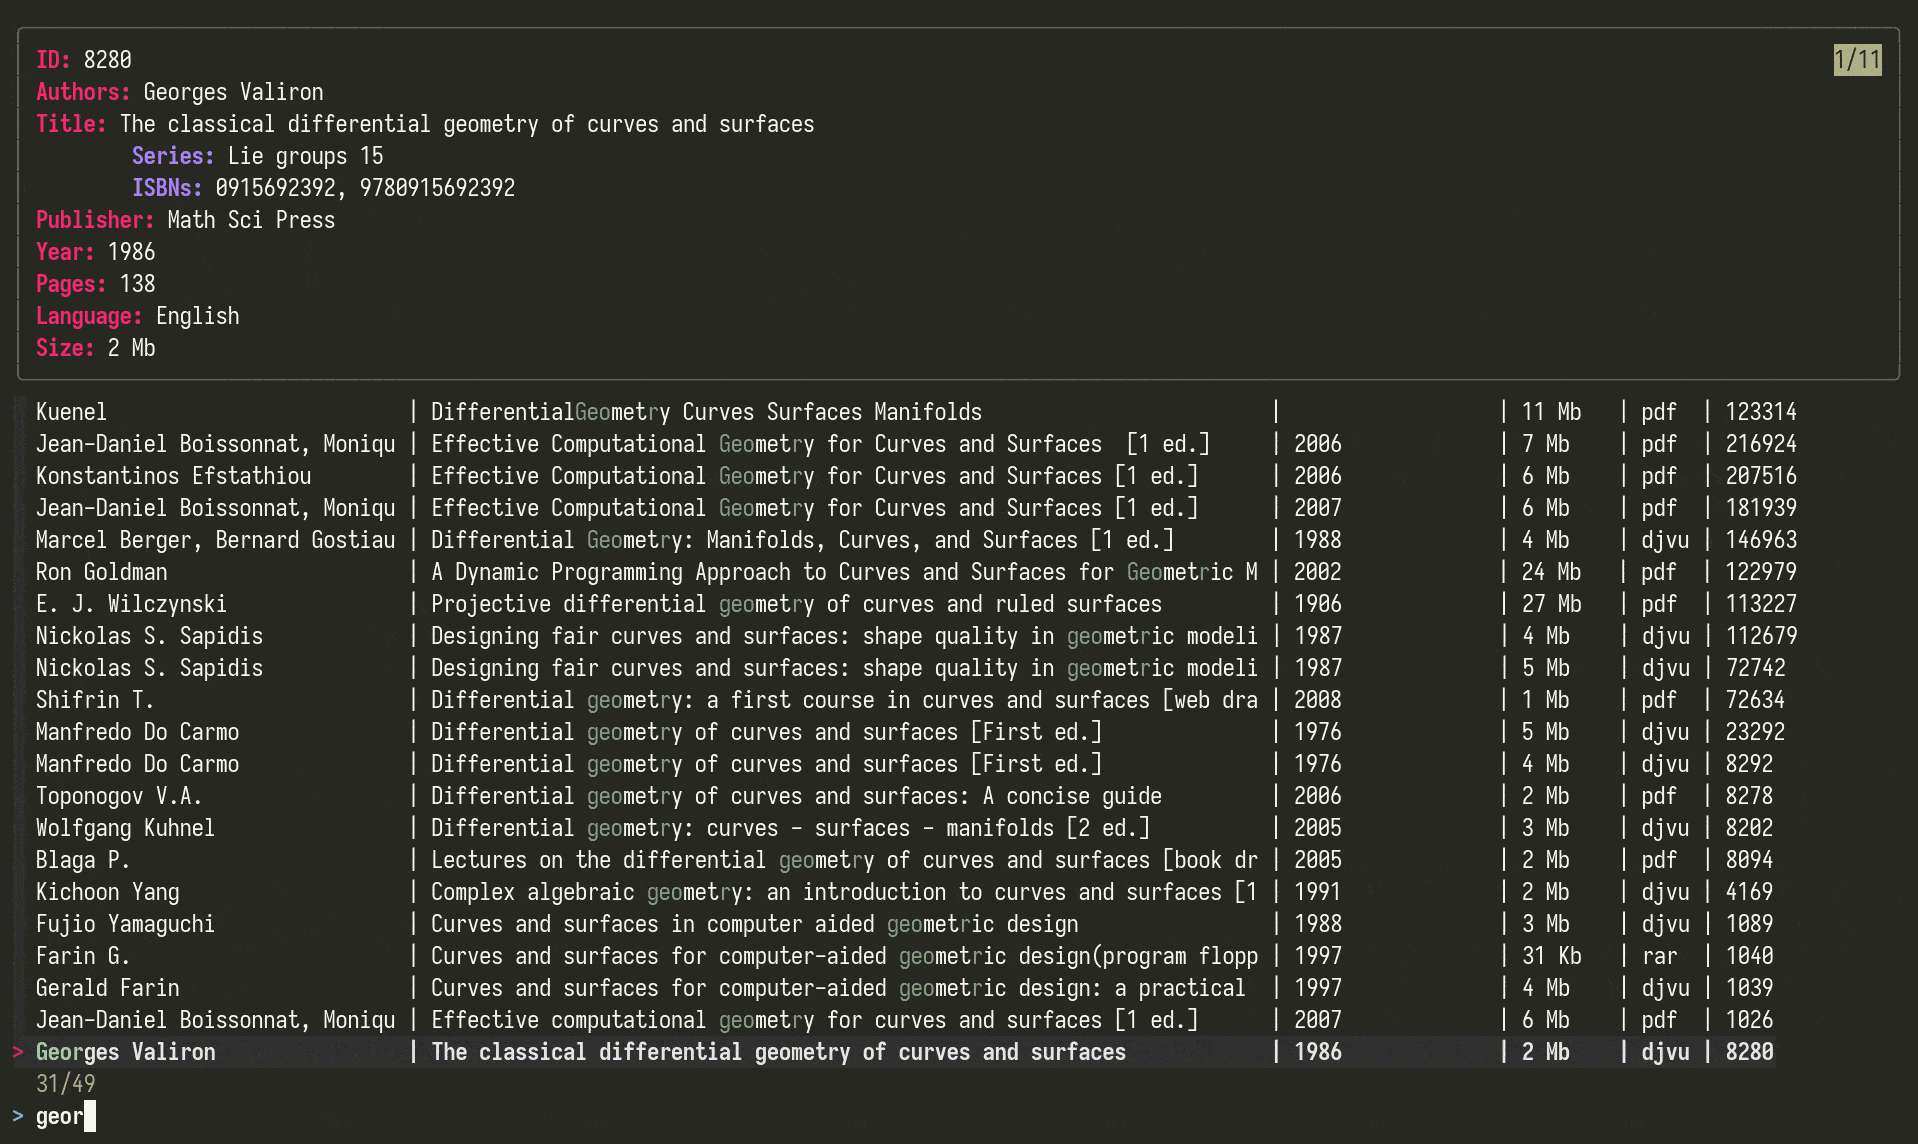 ID: 8280 1/11
Authors: Georges Valiron
Title: The classical differential geometry of curves and surfaces
Series: Lie groups 15
ISBNs: 0915692392, 9780915692392
Publisher: Math Sci Press
Year: 1986
Pages: 138
Language: English
Size: 2 Mb
Kuenel | DifferentialGeometry Curves Surfaces Manifolds | | 11 Mb | pdf | 123314
Jean-Daniel Boissonnat, Moniqu | Effective Computational Geometry for Curves and Surfaces [1 ed.] | 2006 | 7 Mb | pdf | 216924
Konstantinos Efstathiou | Effective Computational Geometry for Curves and Surfaces [1 ed.] | 2006 | 6 Mb | pdf | 207516
Jean-Daniel Boissonnat, Moniqu | Effective Computational Geometry for Curves and Surfaces [1 ed.] | 2007 | 6 Mb | pdf | 181939
Marcel Berger, Bernard Gostiau | Differential Geometry: Manifolds, Curves, and Surfaces [1 ed.] | 1988 | 4 Mb | djvu | 146963
Ron Goldman | A Dynamic Programming Approach to Curves and Surfaces for Geometric M | 2002 | 24 Mb | pdf | 122979
E. J. Wilczynski | Projective differential geometry of curves and ruled surfaces | 1906 | 27 Mb | pdf | 113227
Nickolas S. Sapidis | Designing fair curves and surfaces: shape quality in geometric modeli | 1987 | 4 Mb | djvu | 112679
Nickolas S. Sapidis | Designing fair curves and surfaces: shape quality in geometric modeli | 1987 | 5 Mb | djvu | 72742
Shifrin T. | Differential geometry: a first course in curves and surfaces [web dra | 2008 | 1 Mb | pdf | 72634
Manfredo Do Carmo | Differential geometry of curves and surfaces [First ed.] | 1976 | 5 Mb | djvu | 23292
Manfredo Do Carmo | Differential geometry of curves and surfaces [First ed.] | 1976 | 4 Mb | djvu | 8292
Toponogov V.A. | Differential geometry of curves and surfaces: A concise guide | 2006 | 2 Mb | pdf | 8278
Wolfgang Kuhnel | Differential geometry: curves - surfaces - manifolds [2 ed.] | 2005 | 3 Mb | djvu | 8202
Blaga P. | Lectures on the differential geometry of curves and surfaces [book dr | 2005 | 2 Mb | pdf | 8094
Kichoon Yang | Complex algebraic geometry: an introduction to curves and surfaces [1 | 1991 | 2 Mb | djvu | 4169
Fujio Yamaguchi | Curves and surfaces in computer aided geometric design | 1988 | 3 Mb | djvu | 1089
Farin G. | Curves and surfaces for computer-aided geometric design(program flopp | 1997 | 31 Kb | rar | 1040
Gerald Farin | Curves and surfaces for computer-aided geometric design: a practical | 1997 | 4 Mb | djvu | 1039
Jean-Daniel Boissonnat, Moniqu | Effective computational geometry for curves and surfaces [1 ed.] | 2007 | 6 Mb | pdf | 1026
> Georges Valiron | The classical differential geometry of curves and surfaces | 1986 | 2 Mb | djvu | 8280
31/49
> geor